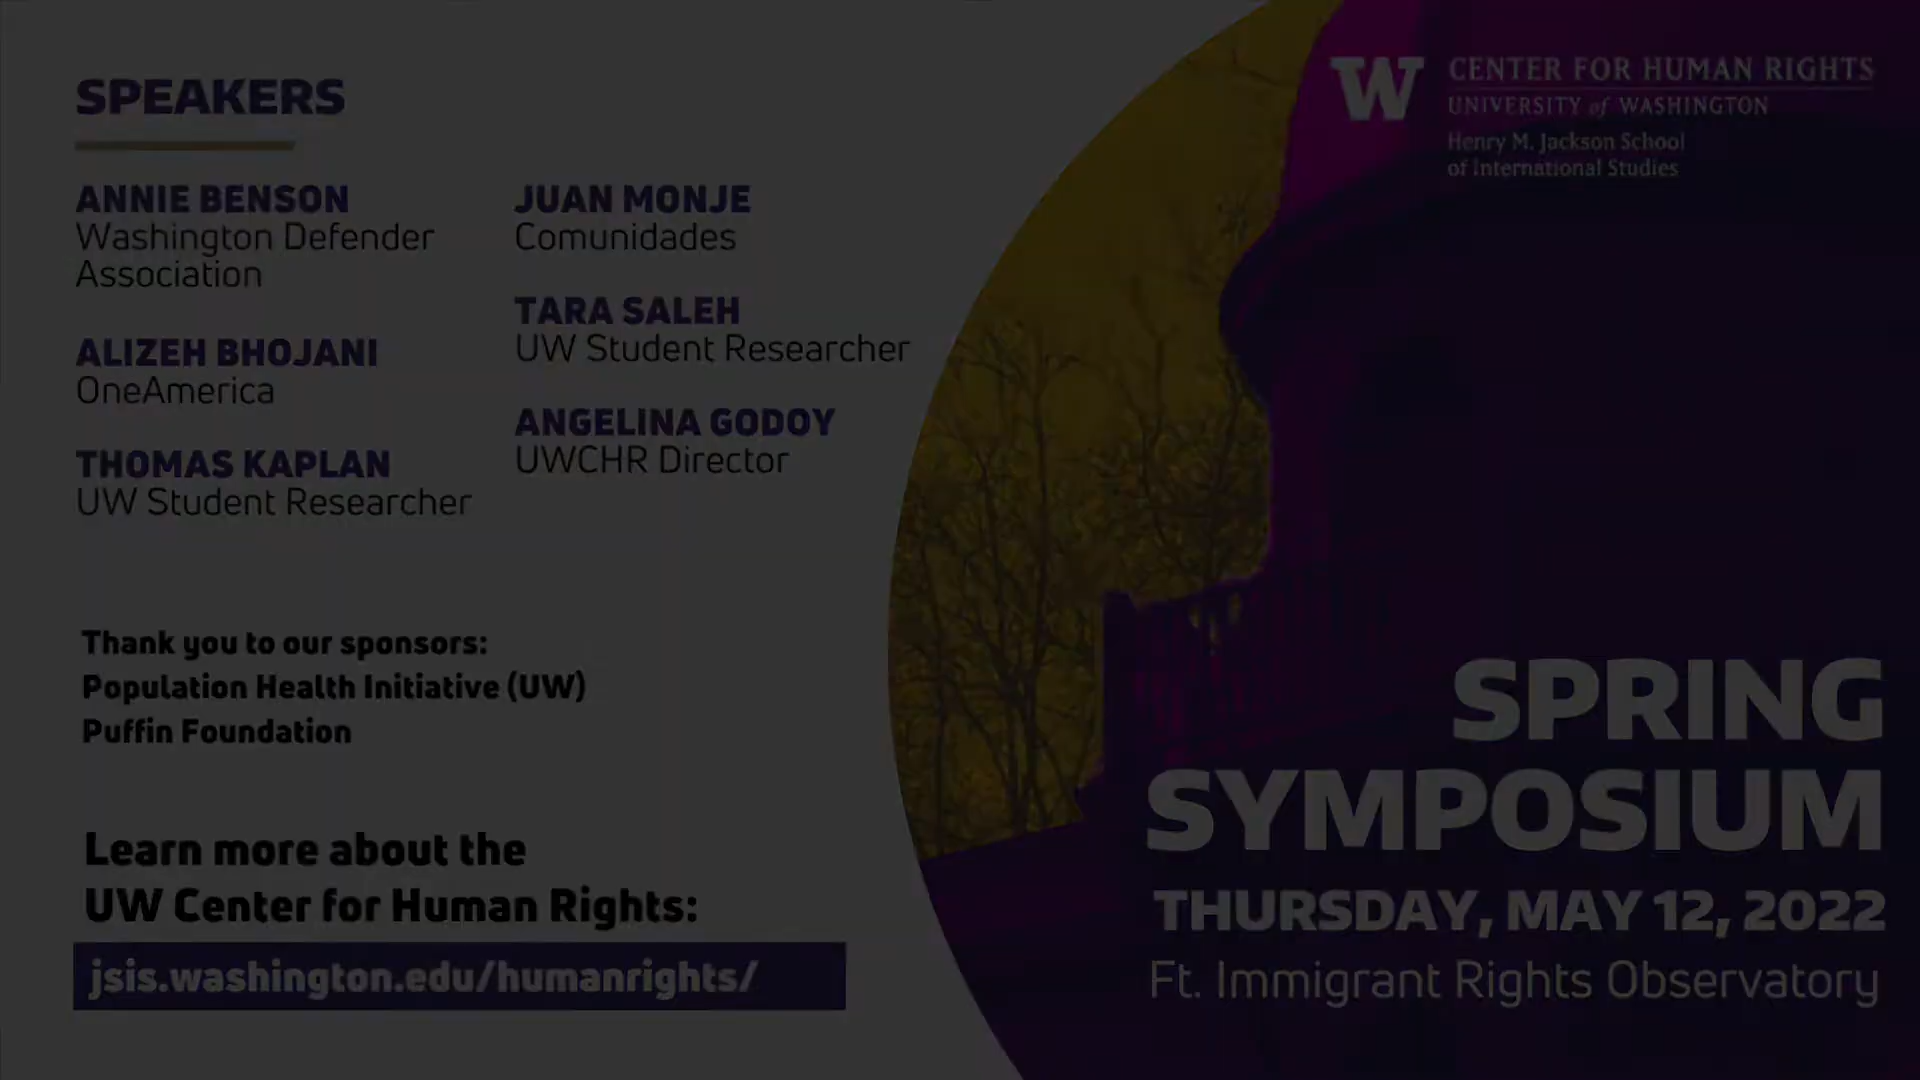 SPEAKERS
ANNIE BENSON
Washington Defender
Association
ALIZEH BHOJANI
OneAmerica
THOMAS KAPLAN
UW Student Researcher
JUAN MONJE
Comunidades
TARA SALEH
UW Student Researcher
ANGELINA GODOY
UWCHR Director
Thank you to our sponsors:
Population Health Initiative (UW)
Puffin Foundation
Learn more about the
UW Center for Human Rights:
jsis.washington.edu/humanrights/
W
CENTER FOR HUMAN RIGHTS
UNIVERSITY of WASHINGTON
Henry M. Jackson School
of International Studies
SPRING
SYMPOSIUM
THURSDAY, MAY 12, 2022
Ft. Immigrant Rights Observatory